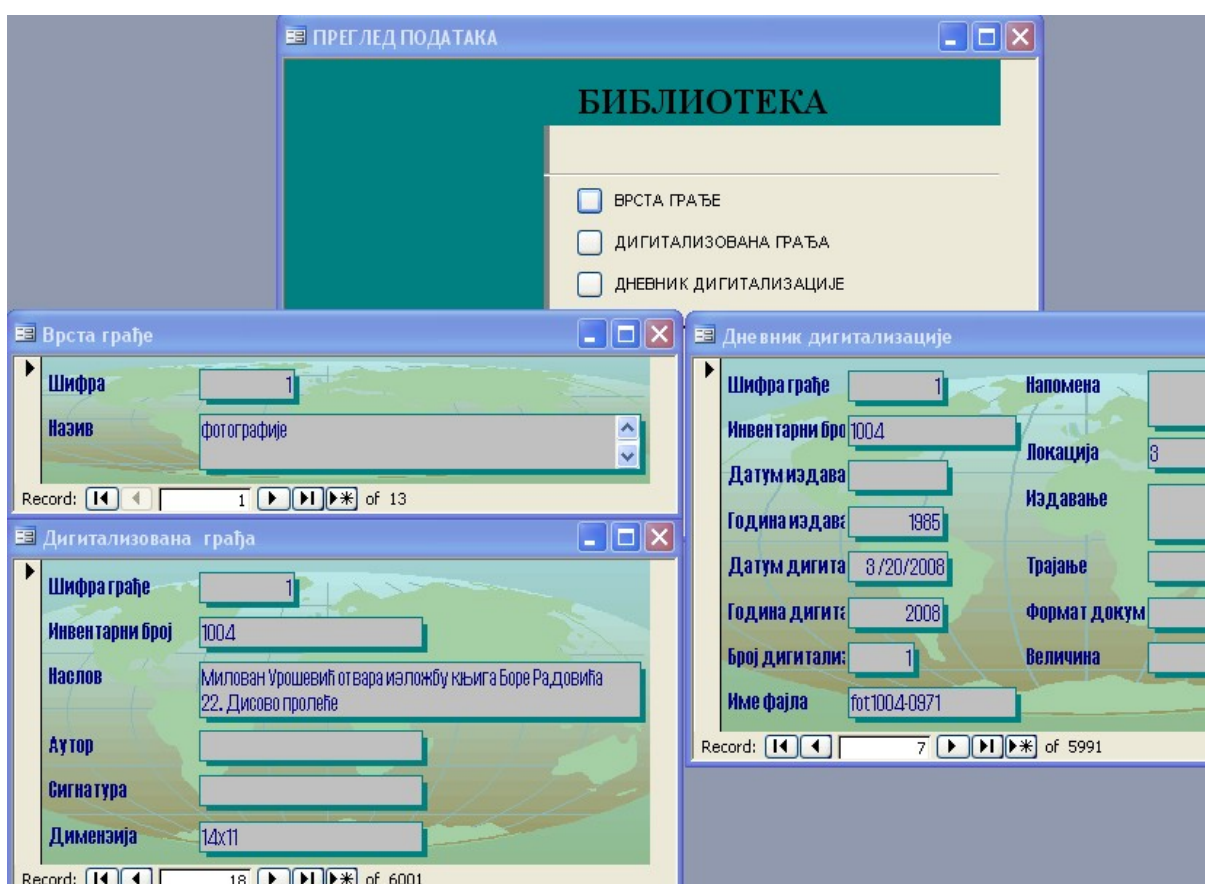 ПРЕГЛЕД ПОДАТАКА
БИБЛИОТЕКА
ВРСТА ГРАЂЕ
ДИГИТАЛИЗОВАНА ГРАЂА
ДНЕВНИК ДИГИТАЛИЗАЦИЈЕ
Врста грађе
Шифра 1
Назив фотографије
Record: 1 of 13
Дигитализована грађа
Шифра грађе 1
Инвентарни број 1004
Наслов Милован Урошевић отвара изложбу књига Боре Радовића
22. Дисово пролеће
Аутор
Сигнатура
Димензија 14x11
Record: 18 of 6001
Дневник дигитализације
Шифра грађе 1 Напомена
Инвентарни бро 1004
Локација 3
Датум издава
Издавање
Година издава 1985
Датум дигита 3/20/2008 Трајање
Година дигита 2008 Формат докум
Број дигитализ 1 Величина
Име фајла fot1004-0971
Record: 7 of 5991